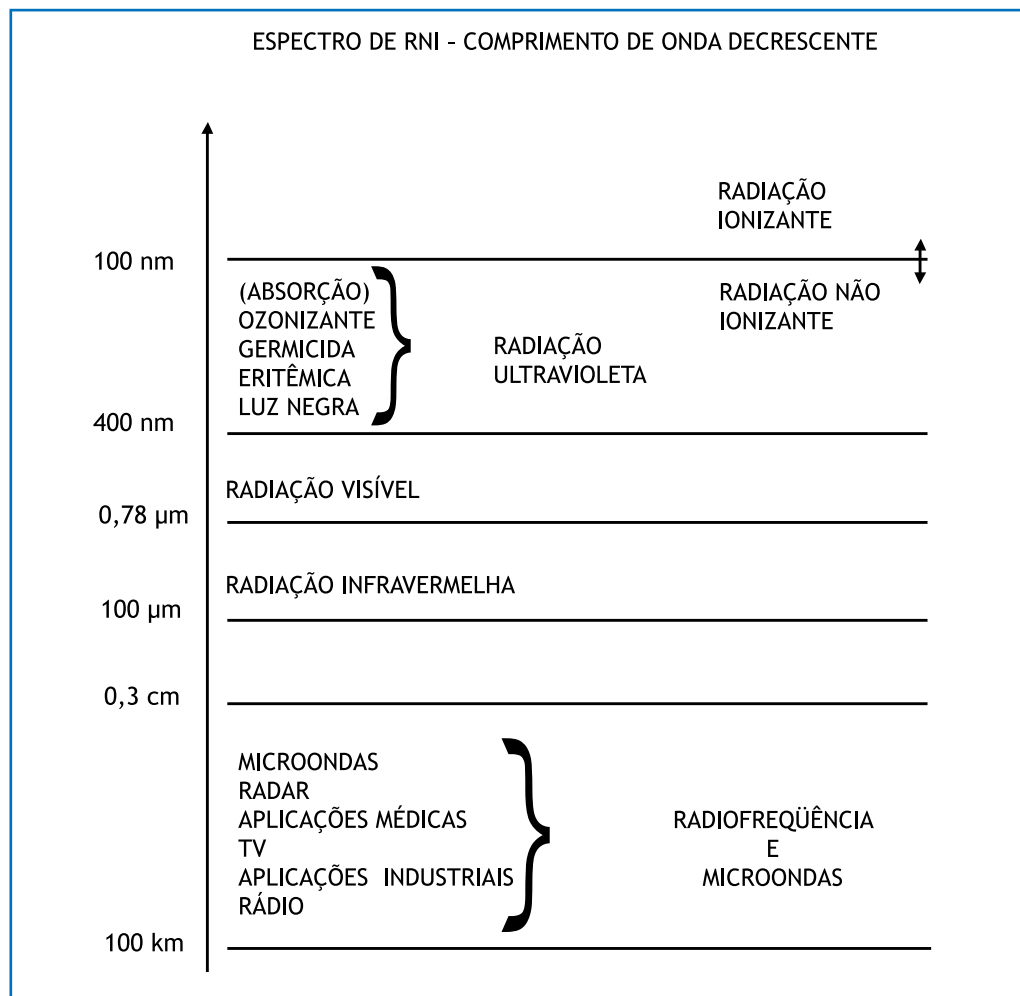 ESPECTRO DE RNI - COMPRIMENTO DE ONDA DECRESCENTE
RADIAÇÃO
IONIZANTE
100 nm
(ABSORÇÃO)
OZONIZANTE
GERMICIDA
ERITÊMICA
LUZ NEGRA
RADIAÇÃO
ULTRAVIOLETA
RADIAÇÃO NÃO
IONIZANTE
400 nm
RADIAÇÃO VISÍVEL
0,78 µm
RADIAÇÃO INFRAVERMELHA
100 µm
0,3 cm
MICROONDAS
RADAR
APLICAÇÕES MÉDICAS
TV
APLICAÇÕES INDUSTRIAIS
RÁDIO
RADIOFREQÜÊNCIA
E
MICROONDAS
100 km